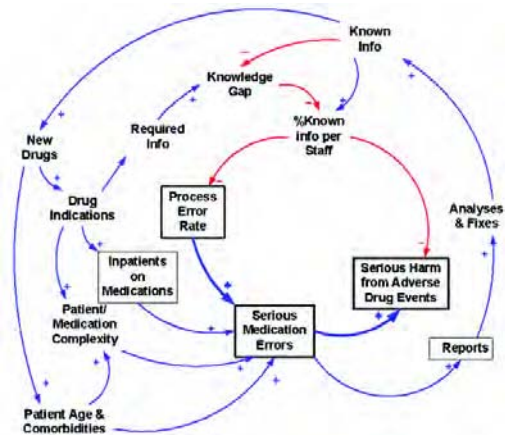 Known
Info
Knowledge
Gap
%Known
info per
Staff
Required
Info
New
Drugs
Drug
Indications
Process
Error
Rate
Analyses
& Fixes
Inpatients
on
Medications
Serious Harm
from Adverse
Drug Events
Patient/
Medication
Complexity
Serious
Medication
Errors
Reports
Patient Age &
Comorbidities